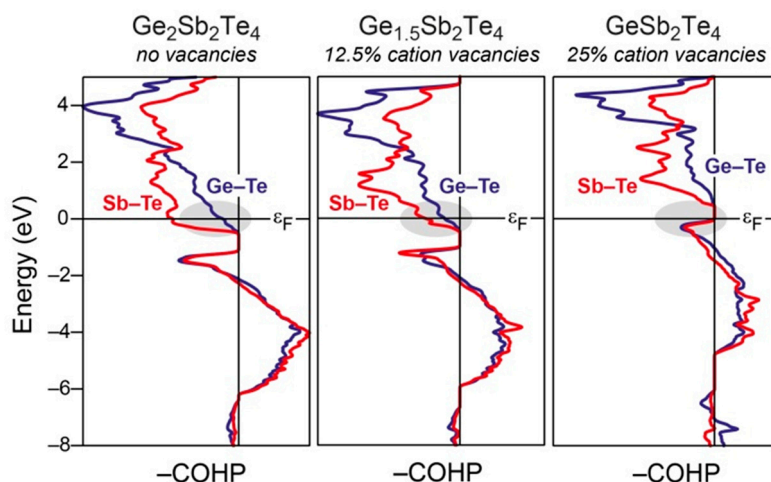 Ge2Sb2Te4
no vacancies
Ge1.5Sb2Te4
12.5% cation vacancies
GeSb2Te4
25% cation vacancies
Energy (eV)
4
2
0
−2
−4
−6
−8
Sb–Te
Ge–Te
εF
Sb–Te
Ge–Te
εF
Sb–Te
Ge–Te
εF
–COHP
–COHP
–COHP